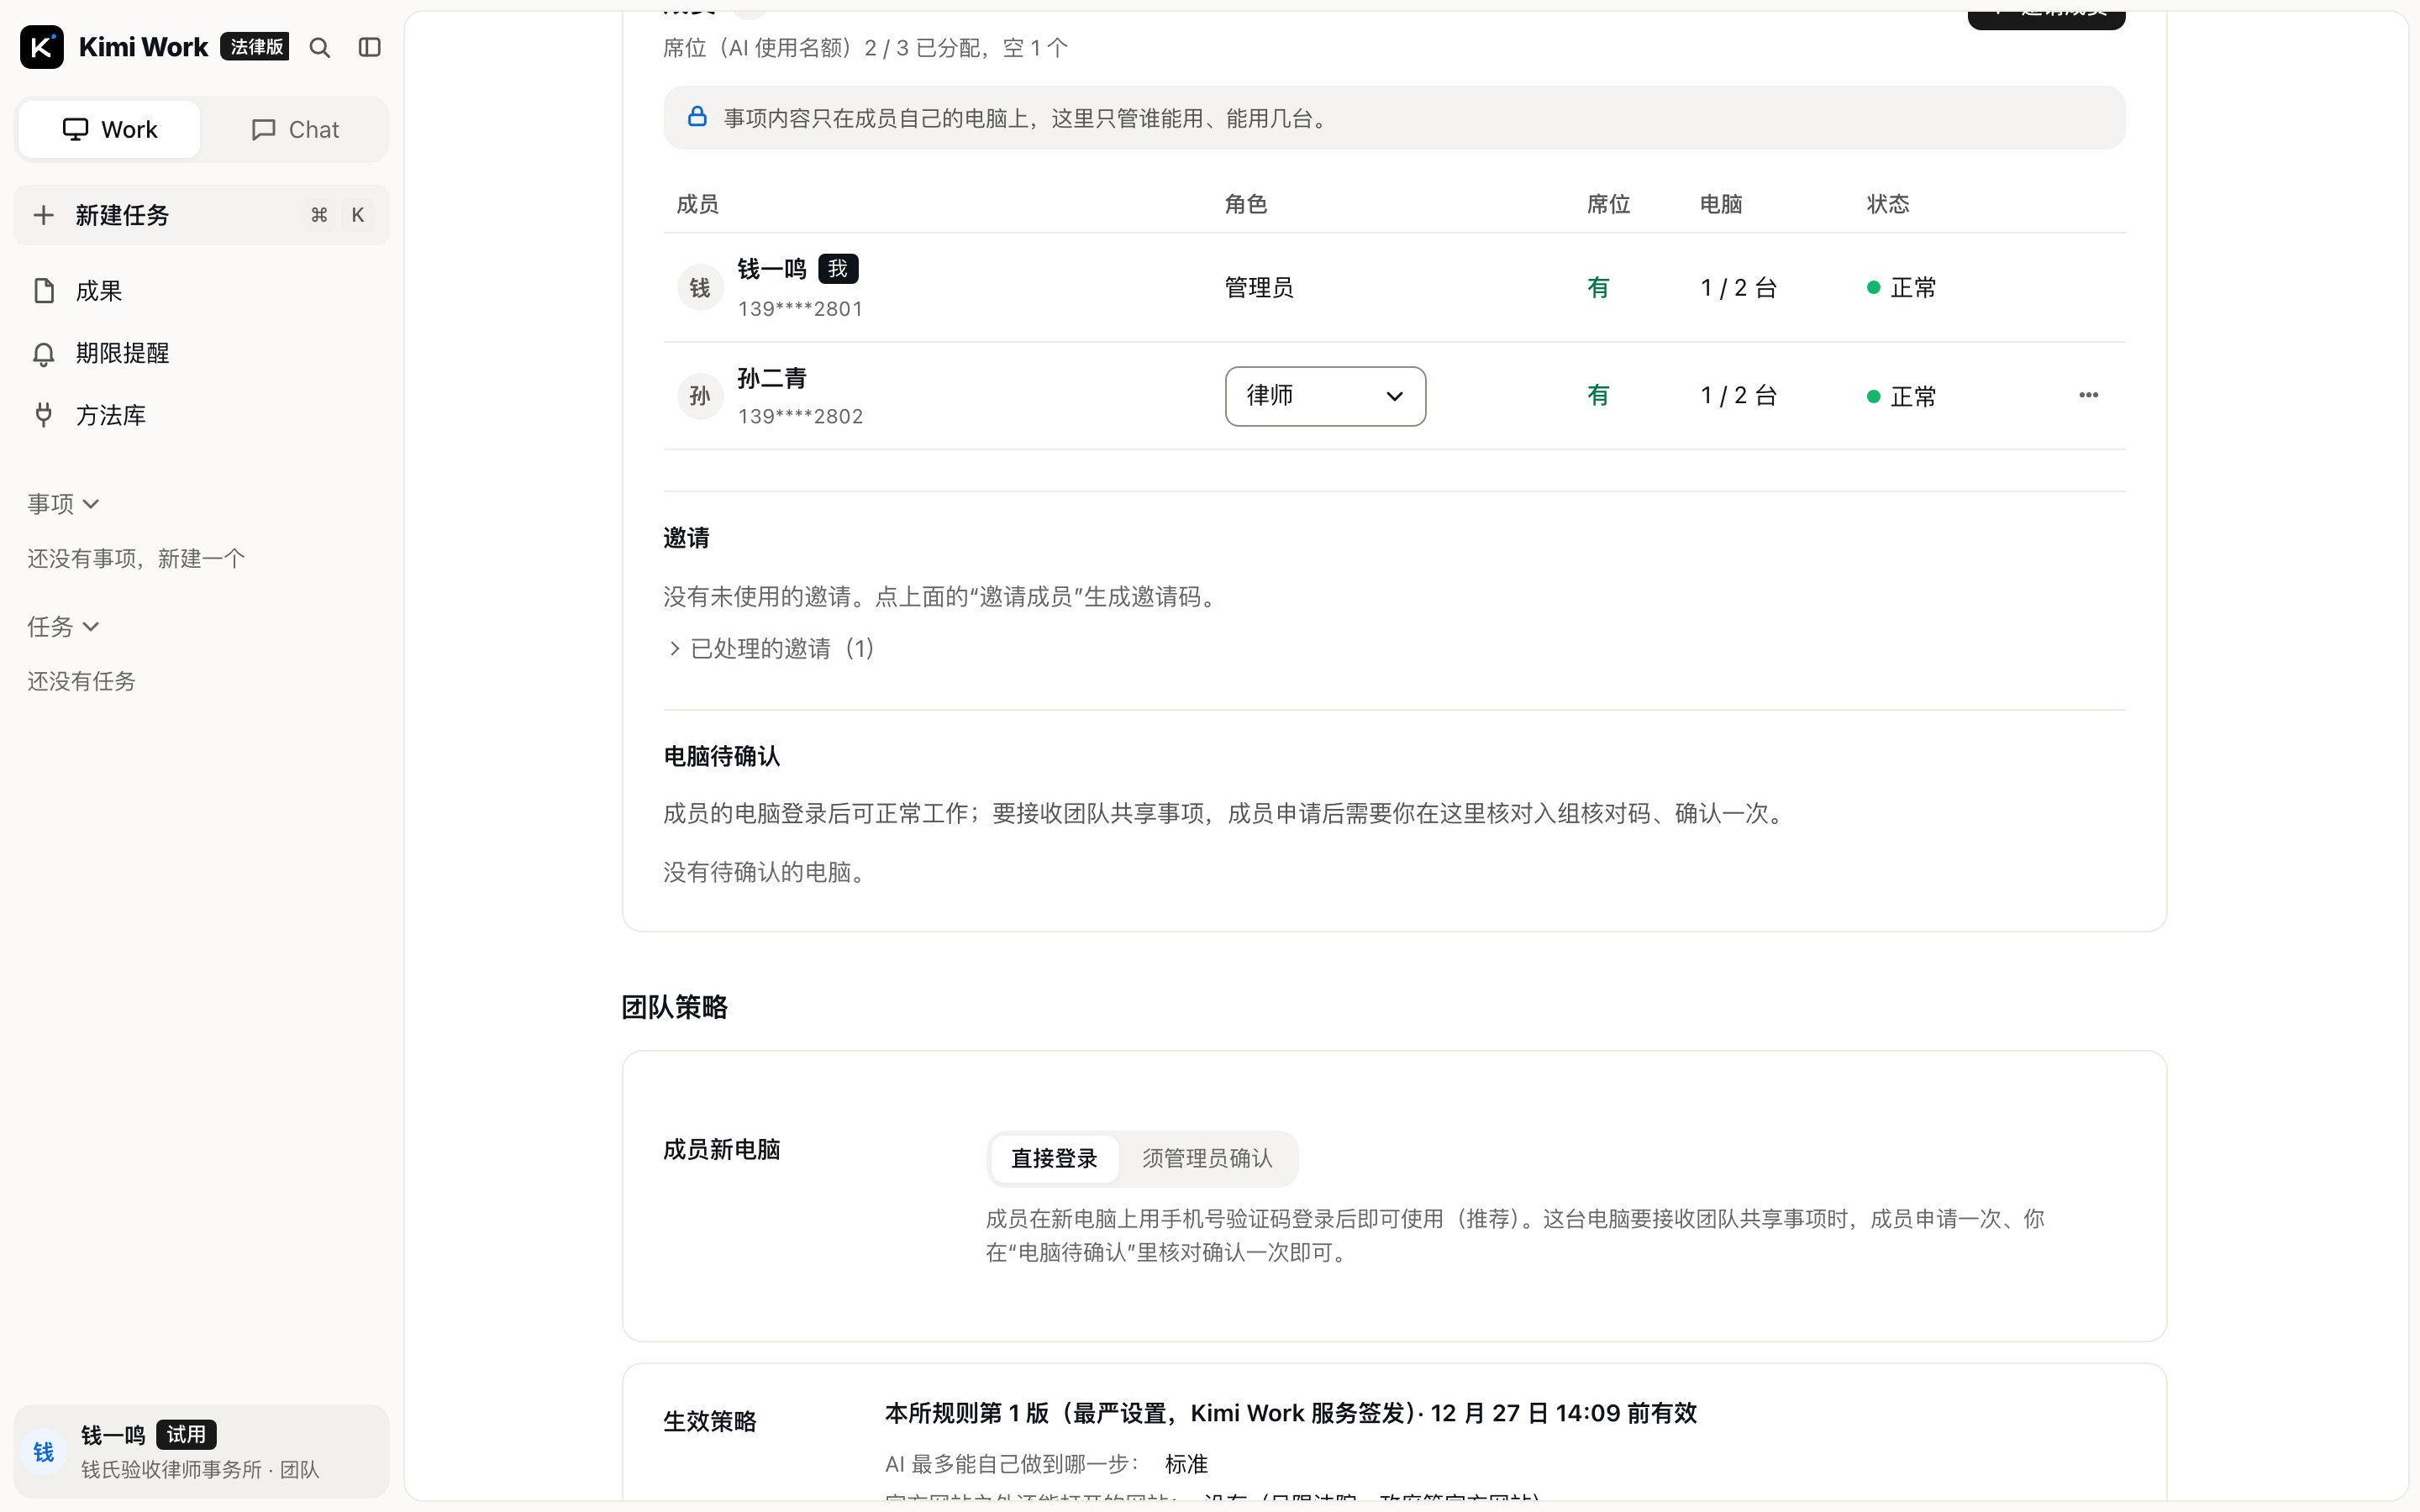 Kimi Work 法律版
Work
Chat
新建任务 ⌘ K
成果
期限提醒
方法库
事项
还没有事项，新建一个
任务
还没有任务
钱
钱一鸣 试用
钱氏验收律师事务所 · 团队
席位（AI 使用名额）2 / 3 已分配，空 1 个
事项内容只在成员自己的电脑上，这里只管谁能用、能用几台。
成员 角色 席位 电脑 状态
钱 钱一鸣 我 管理员 有 1 / 2 台 正常
139****2801
孙 孙二青 律师 有 1 / 2 台 正常
139****2802
邀请
没有未使用的邀请。点上面的“邀请成员”生成邀请码。
已处理的邀请（1）
电脑待确认
成员的电脑登录后可正常工作；要接收团队共享事项，成员申请后需要你在这里核对入组核对码、确认一次。
没有待确认的电脑。
团队策略
成员新电脑
直接登录 须管理员确认
成员在新电脑上用手机号验证码登录后即可使用（推荐）。这台电脑要接收团队共享事项时，成员申请一次、你
在“电脑待确认”里核对确认一次即可。
生效策略
本所规则第 1 版（最严设置，Kimi Work 服务签发）· 12 月 27 日 14:09 前有效
AI 最多能自己做到哪一步： 标准